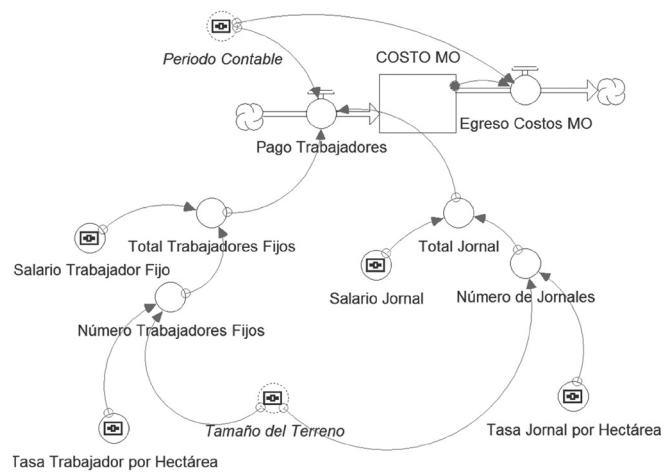 Periodo Contable
COSTO MO
Egreso Costos MO
Pago Trabajadores
Total Trabajadores Fijos
Total Jornal
Salario Trabajador Fijo
Salario Jornal
Número de Jornales
Número Trabajadores Fijos
Tamaño del Terreno
Tasa Jornal por Hectárea
Tasa Trabajador por Hectárea